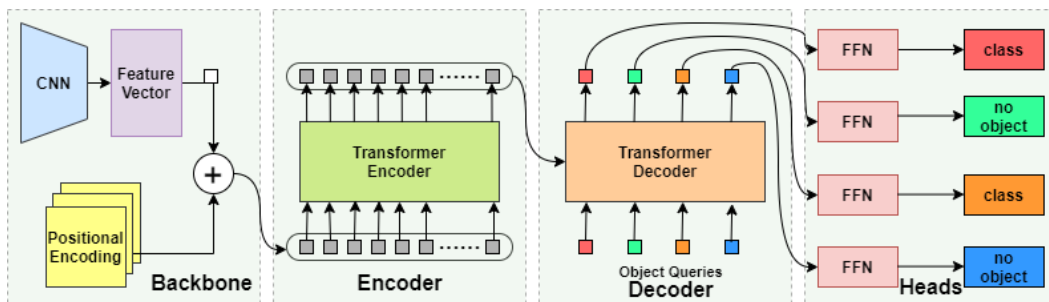 CNN
Feature
Vector
+
Positional
Encoding
Backbone
Transformer
Encoder
Encoder
Transformer
Decoder
Object Queries
Decoder
FFN
class
FFN
no
object
FFN
class
FFN
no
object
Heads